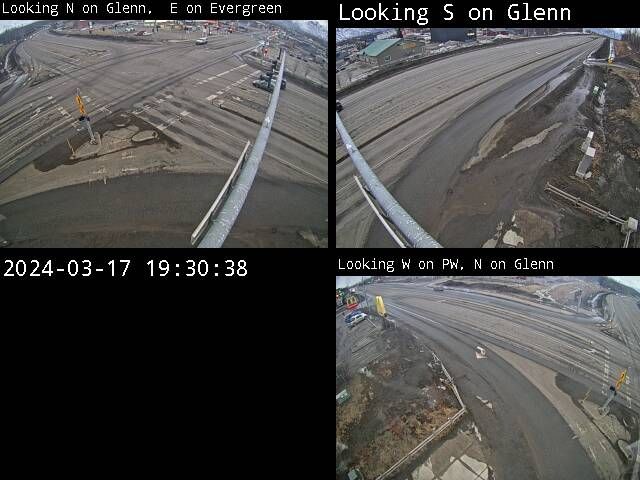 Looking N on Glenn, E on Evergreen
Looking S on Glenn
2024-03-17 19:30:38
Looking W on PW, N on Glenn